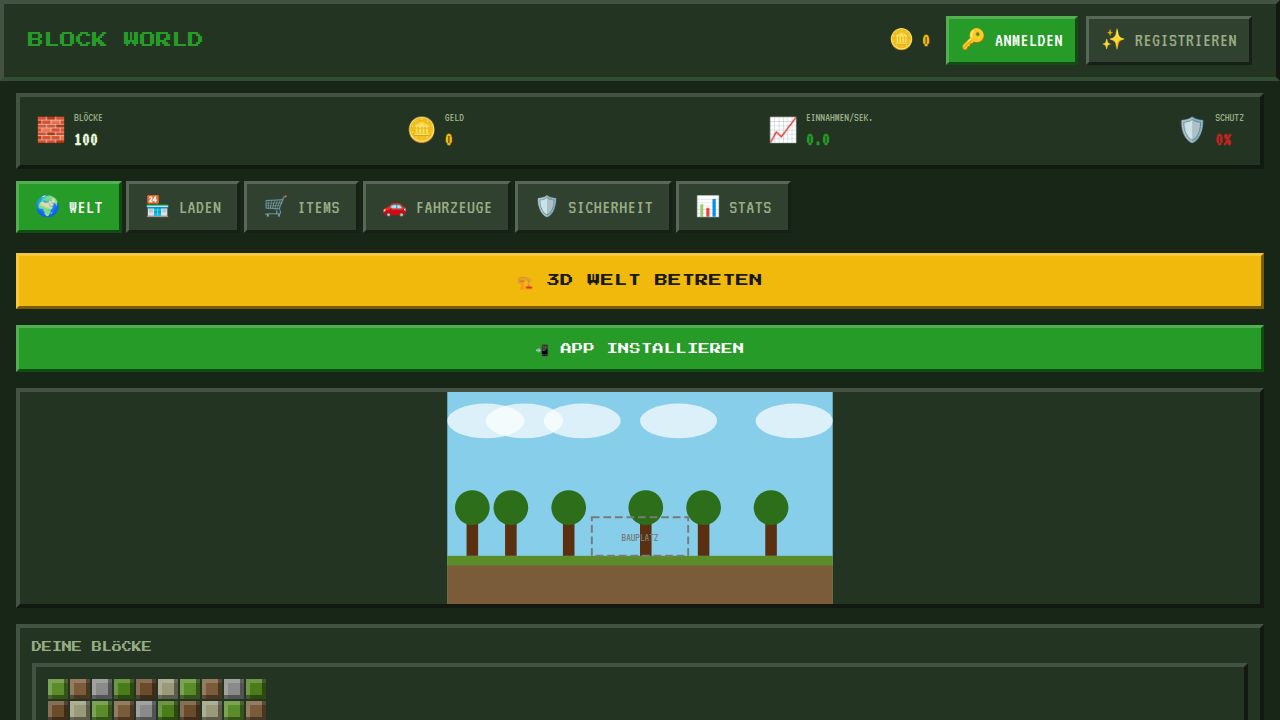 BLOCK WORLD
0
ANMELDEN
REGISTRIEREN
BLÖCKE
100
GELD
0
EINNAHMEN/SEK.
0.0
SCHUTZ
0%
WELT
24
LADEN
ITEMS
FAHRZEUGE
SICHERHEIT
STATS
3D WELT BETRETEN
APP INSTALLIEREN
BAUPLATZ
DEINE BLöCKE